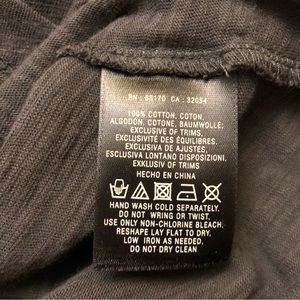 RN : 66170 CA : 32054
100% COTTON, COTON,
ALGODÓN, COTONE, BAUMWOLLE;
EXCLUSIVE OF TRIMS,
EXCLUSIVITÉ DES ÉQUILIBRES,
EXCLUSIVA DE AJUSTES,
ESCLUSIVA LONTANO DISPOSIZIONI,
EXKLUSIV OF TRIMS
HECHO EN CHINA
HAND WASH COLD SEPARATELY.
DO NOT WRING OR TWIST.
USE ONLY NON-CHLORINE BLEACH.
RESHAPE LAY FLAT TO DRY.
LOW IRON AS NEEDED.
DO NOT DRY CLEAN